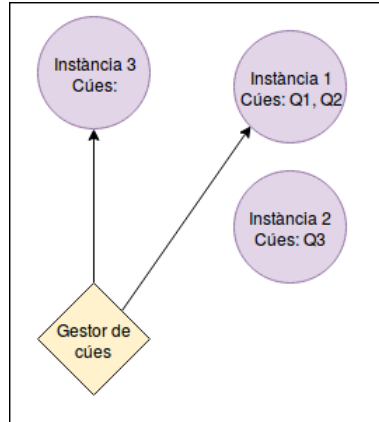 Instància 3
Cúes:
Instància 1
Cúes: Q1, Q2
Instància 2
Cúes: Q3
Gestor de
cúes